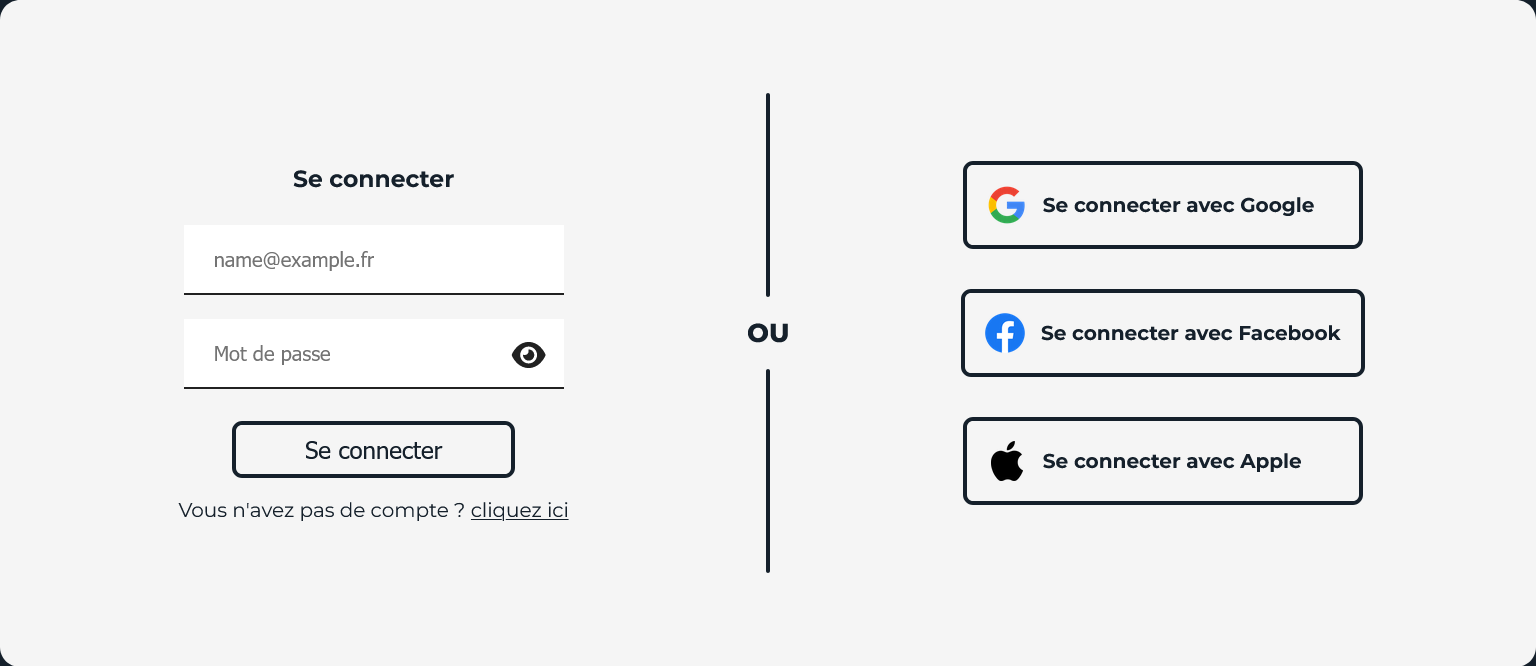 Se connecter
name@example.fr
Mot de passe
Se connecter
Vous n'avez pas de compte ? cliquez ici
OU
Se connecter avec Google
Se connecter avec Facebook
Se connecter avec Apple